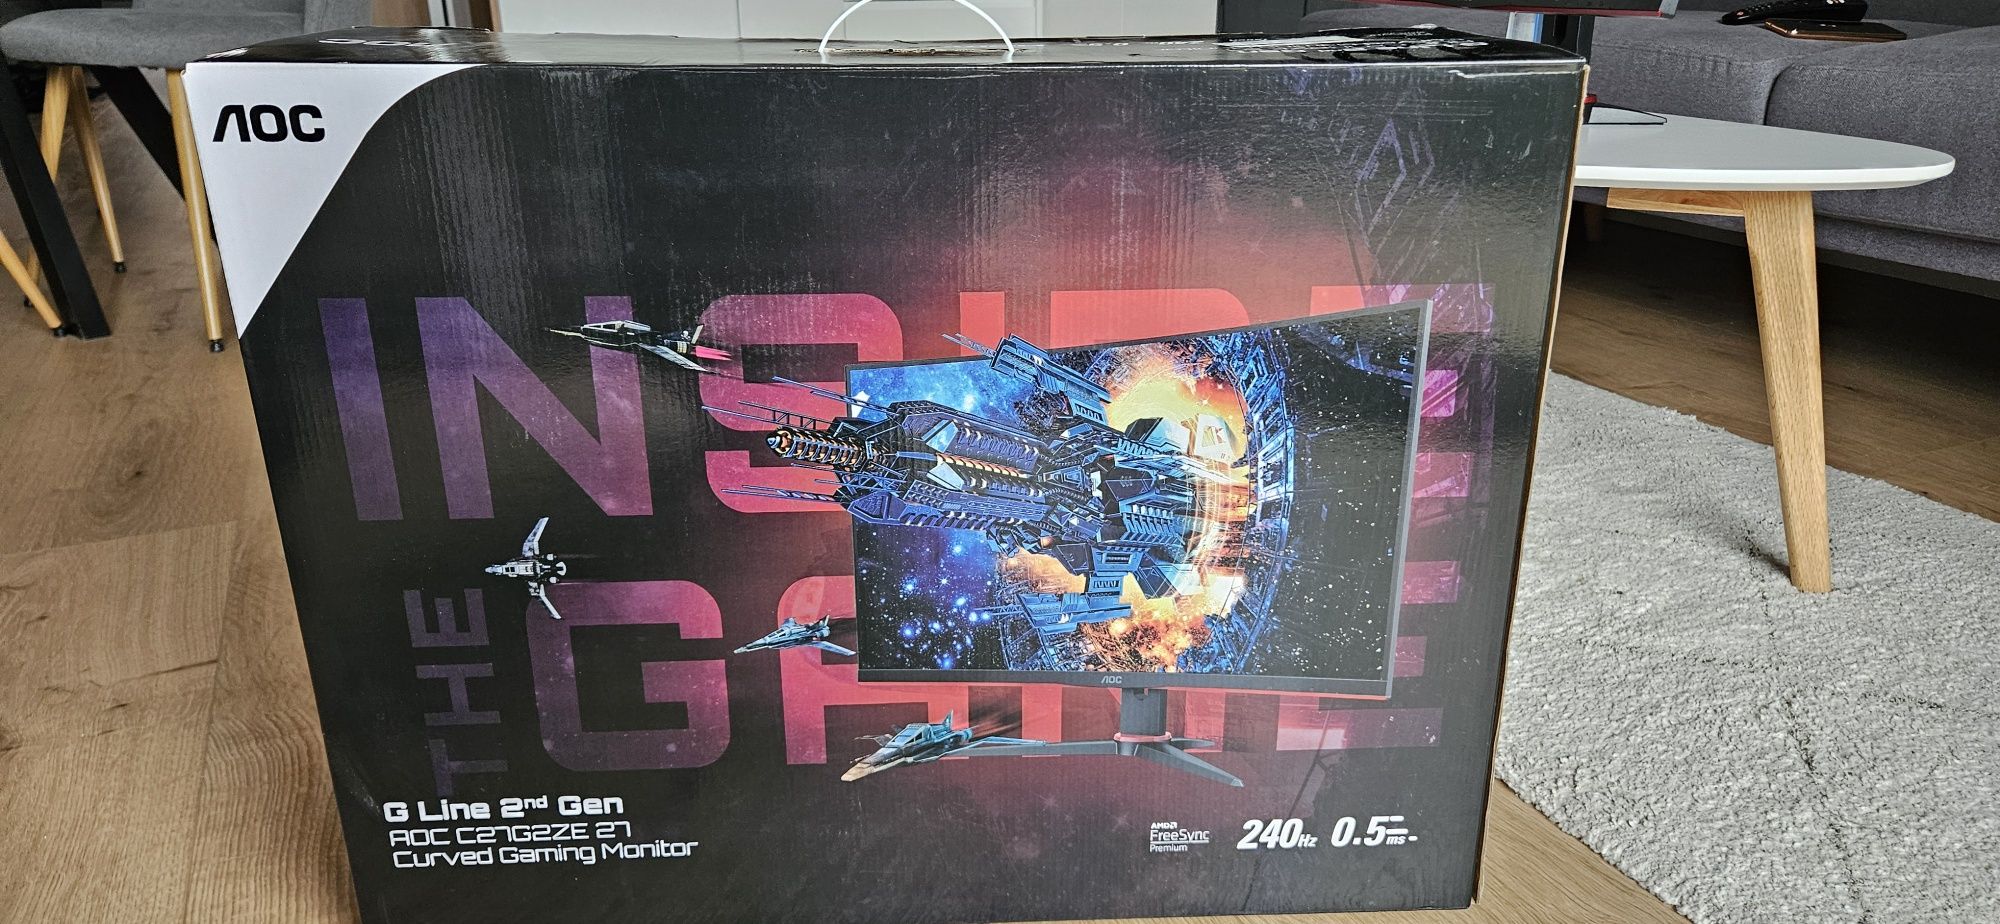 AOC
INSIDE
THE
GAME
AOC
G Line 2nd Gen
AOC C27G2ZE 27
Curved Gaming Monitor
AMD
FreeSync
Premium
240Hz 0.5ms